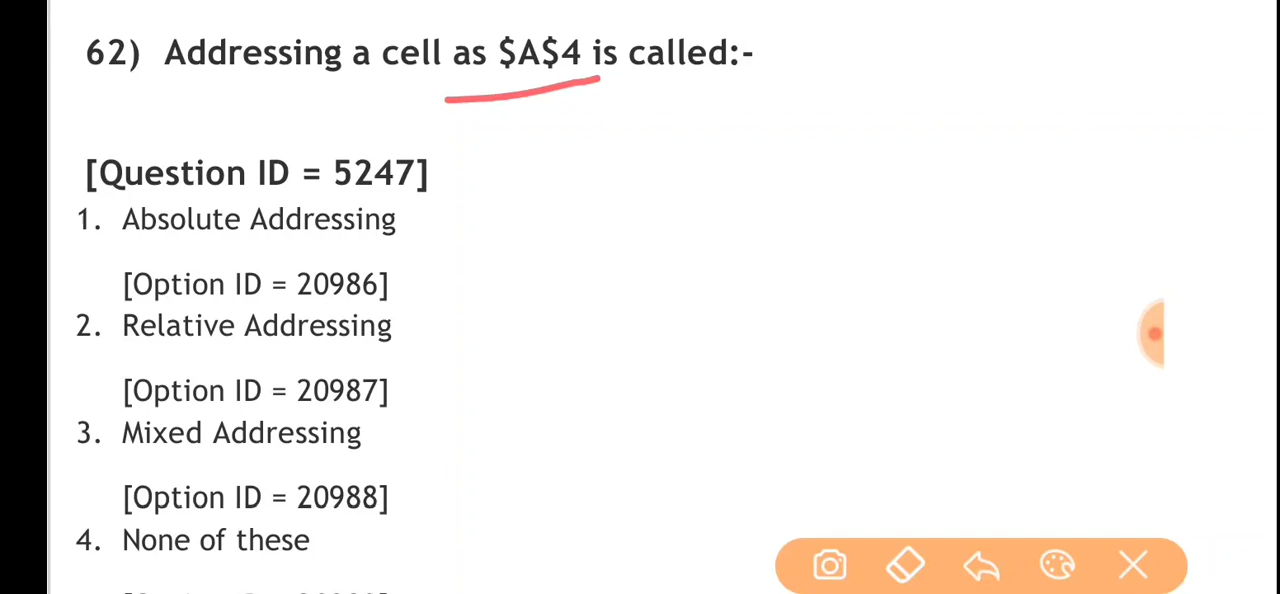 62) Addressing a cell as $A$4 is called:-
[Question ID = 5247]
1. Absolute Addressing
[Option ID = 20986]
2. Relative Addressing
[Option ID = 20987]
3. Mixed Addressing
[Option ID = 20988]
4. None of these